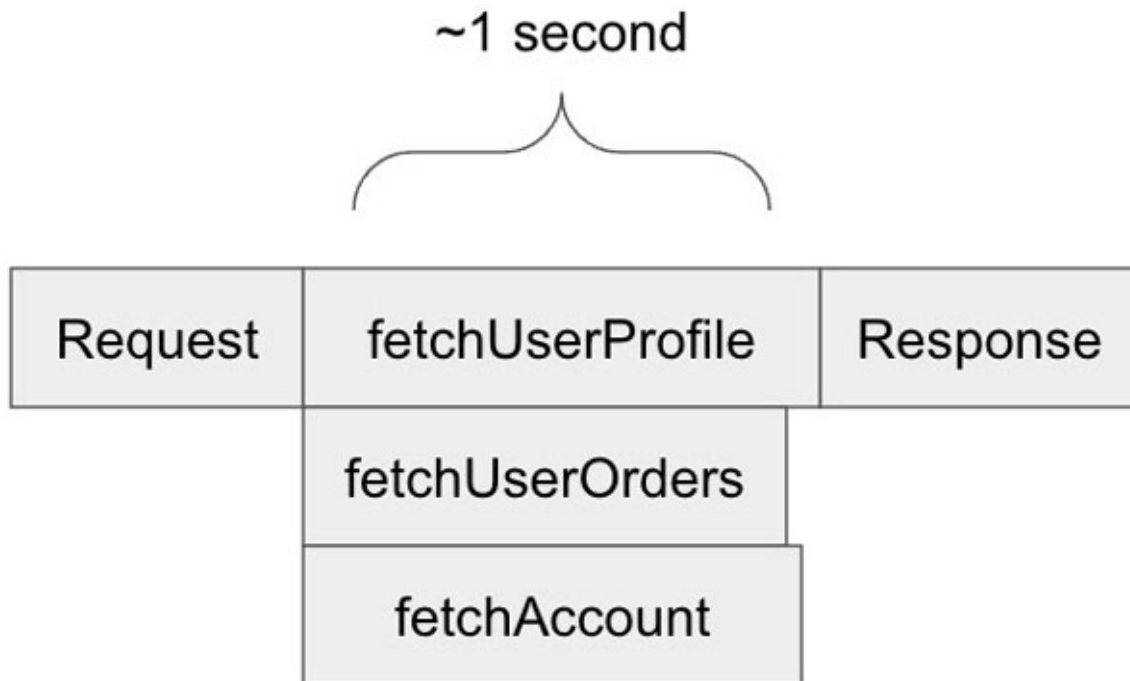 ~1 second
Request
fetchUserProfile
Response
fetchUserOrders
fetchAccount